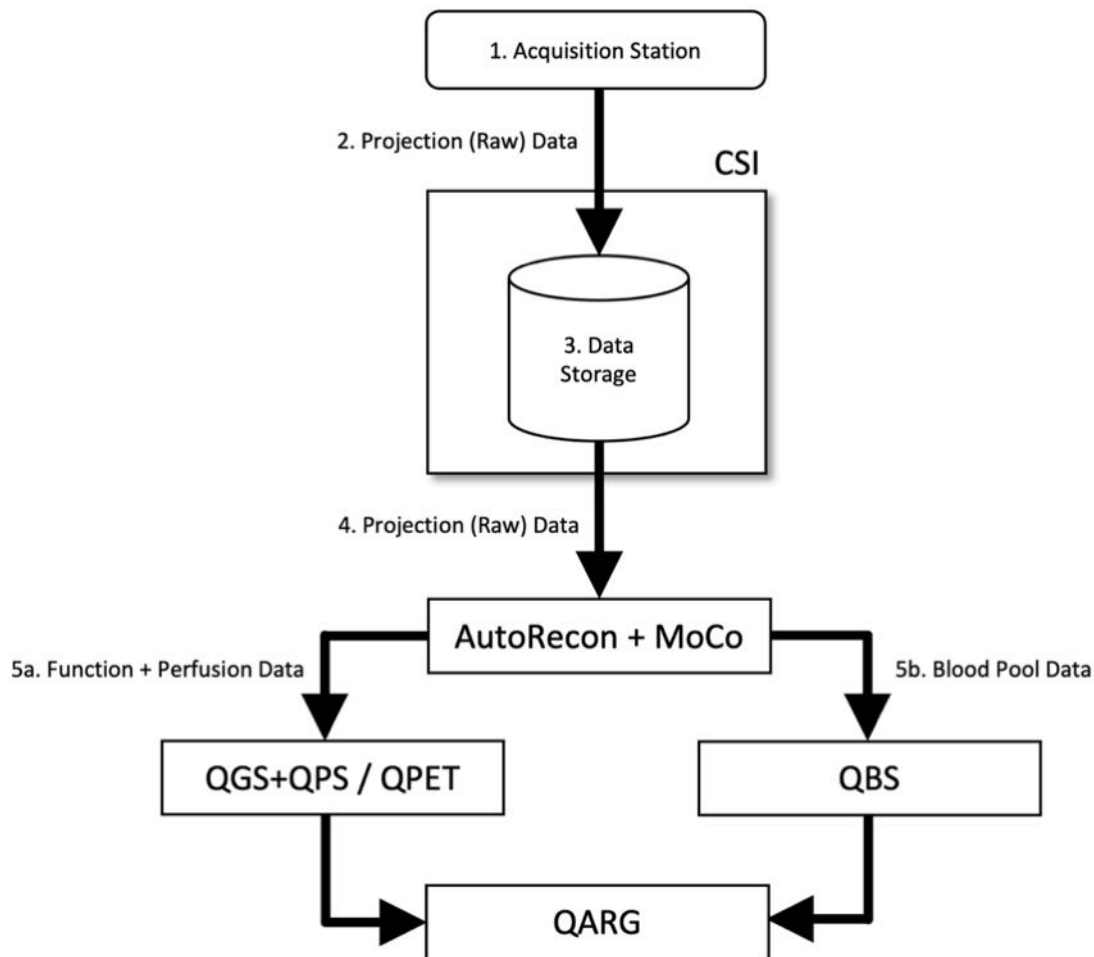 1. Acquisition Station
2. Projection (Raw) Data
CSI
3. Data
Storage
4. Projection (Raw) Data
AutoRecon + MoCo
5a. Function + Perfusion Data
5b. Blood Pool Data
QGS+QPS / QPET
QBS
QARG